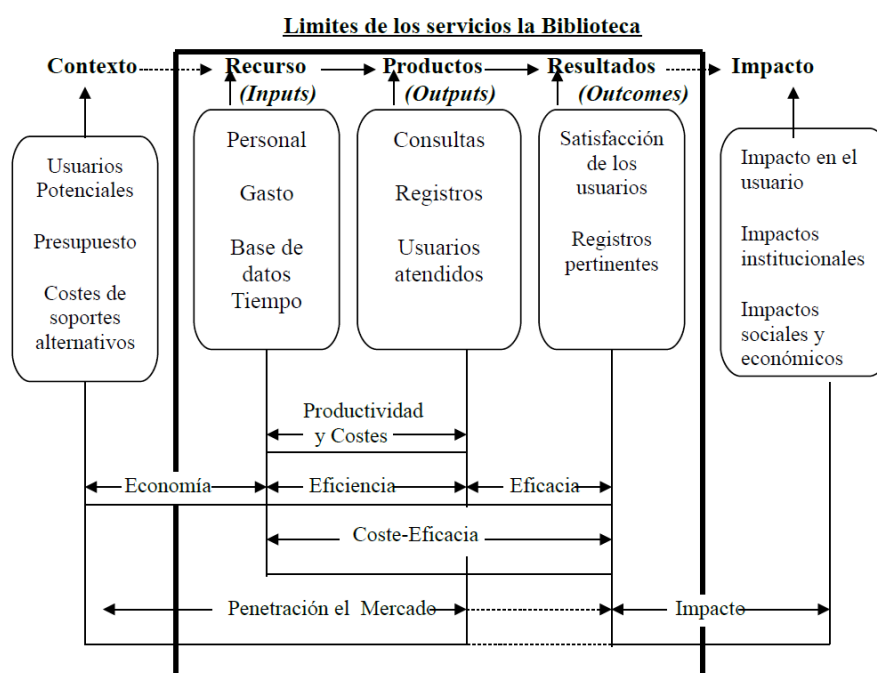 Limites de los servicios la Biblioteca
Contexto
Recurso
(Inputs)
Productos
(Outputs)
Resultados
(Outcomes)
Impacto
Usuarios
Potenciales
Presupuesto
Costes de
soportes
alternativos
Personal
Gasto
Base de
datos
Tiempo
Consultas
Registros
Usuarios
atendidos
Satisfacción
de los
usuarios
Registros
pertinentes
Impacto en el
usuario
Impactos
institucionales
Impactos
sociales y
económicos
Productividad
y Costes
Economía
Eficiencia
Eficacia
Coste-Eficacia
Penetración el Mercado
Impacto